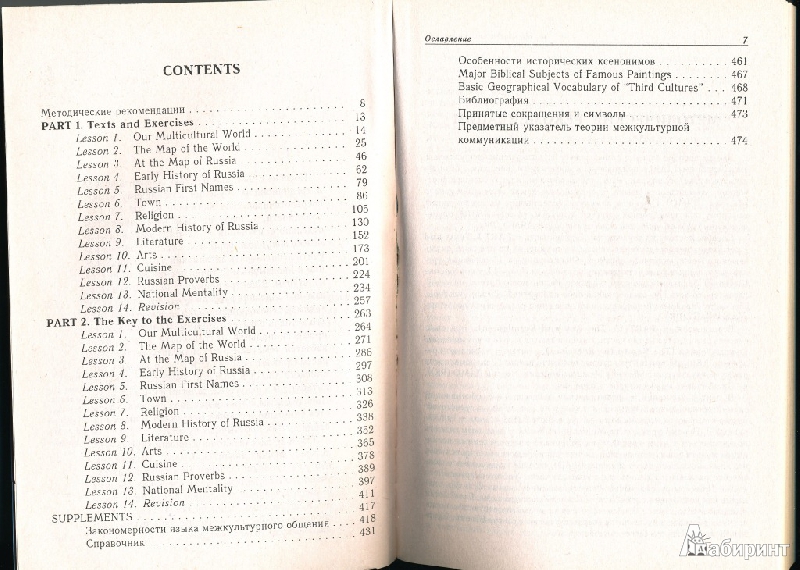 CONTENTS
Методические рекомендации . . . 8
PART 1. Texts and Exercises . . . 13
Lesson 1. Our Multicultural World . . . 14
Lesson 2. The Map of the World . . . 25
Lesson 3. At the Map of Russia . . . 46
Lesson 4. Early History of Russia . . . 62
Lesson 5. Russian First Names . . . 79
Lesson 6. Town . . . 86
Lesson 7. Religion . . . 105
Lesson 8. Modern History of Russia . . . 130
Lesson 9. Literature . . . 152
Lesson 10. Arts . . . 173
Lesson 11. Cuisine . . . 201
Lesson 12. Russian Proverbs . . . 224
Lesson 13. National Mentality . . . 234
Lesson 14. Revision . . . 257
PART 2. The Key to the Exercises . . . 263
Lesson 1. Our Multicultural World . . . 264
Lesson 2. The Map of the World . . . 271
Lesson 3. At the Map of Russia . . . 286
Lesson 4. Early History of Russia . . . 297
Lesson 5. Russian First Names . . . 308
Lesson 6. Town . . . 313
Lesson 7. Religion . . . 326
Lesson 8. Modern History of Russia . . . 338
Lesson 9. Literature . . . 352
Lesson 10. Arts . . . 365
Lesson 11. Cuisine . . . 378
Lesson 12. Russian Proverbs . . . 389
Lesson 13. National Mentality . . . 397
Lesson 14. Revision . . . 411
SUPPLEMENTS . . . 417
Закономерности языка межкультурного общения . . . 418
Справочник . . . 431
Оглавление 7
Особенности исторических ксенонимов . . . 461
Major Biblical Subjects of Famous Paintings . . . 467
Basic Geographical Vocabulary of "Third Cultures" . . . 468
Библиография . . . 471
Принятые сокращения и символы . . . 473
Предметный указатель теории межкультурной
коммуникации . . . 474
Лабиринт